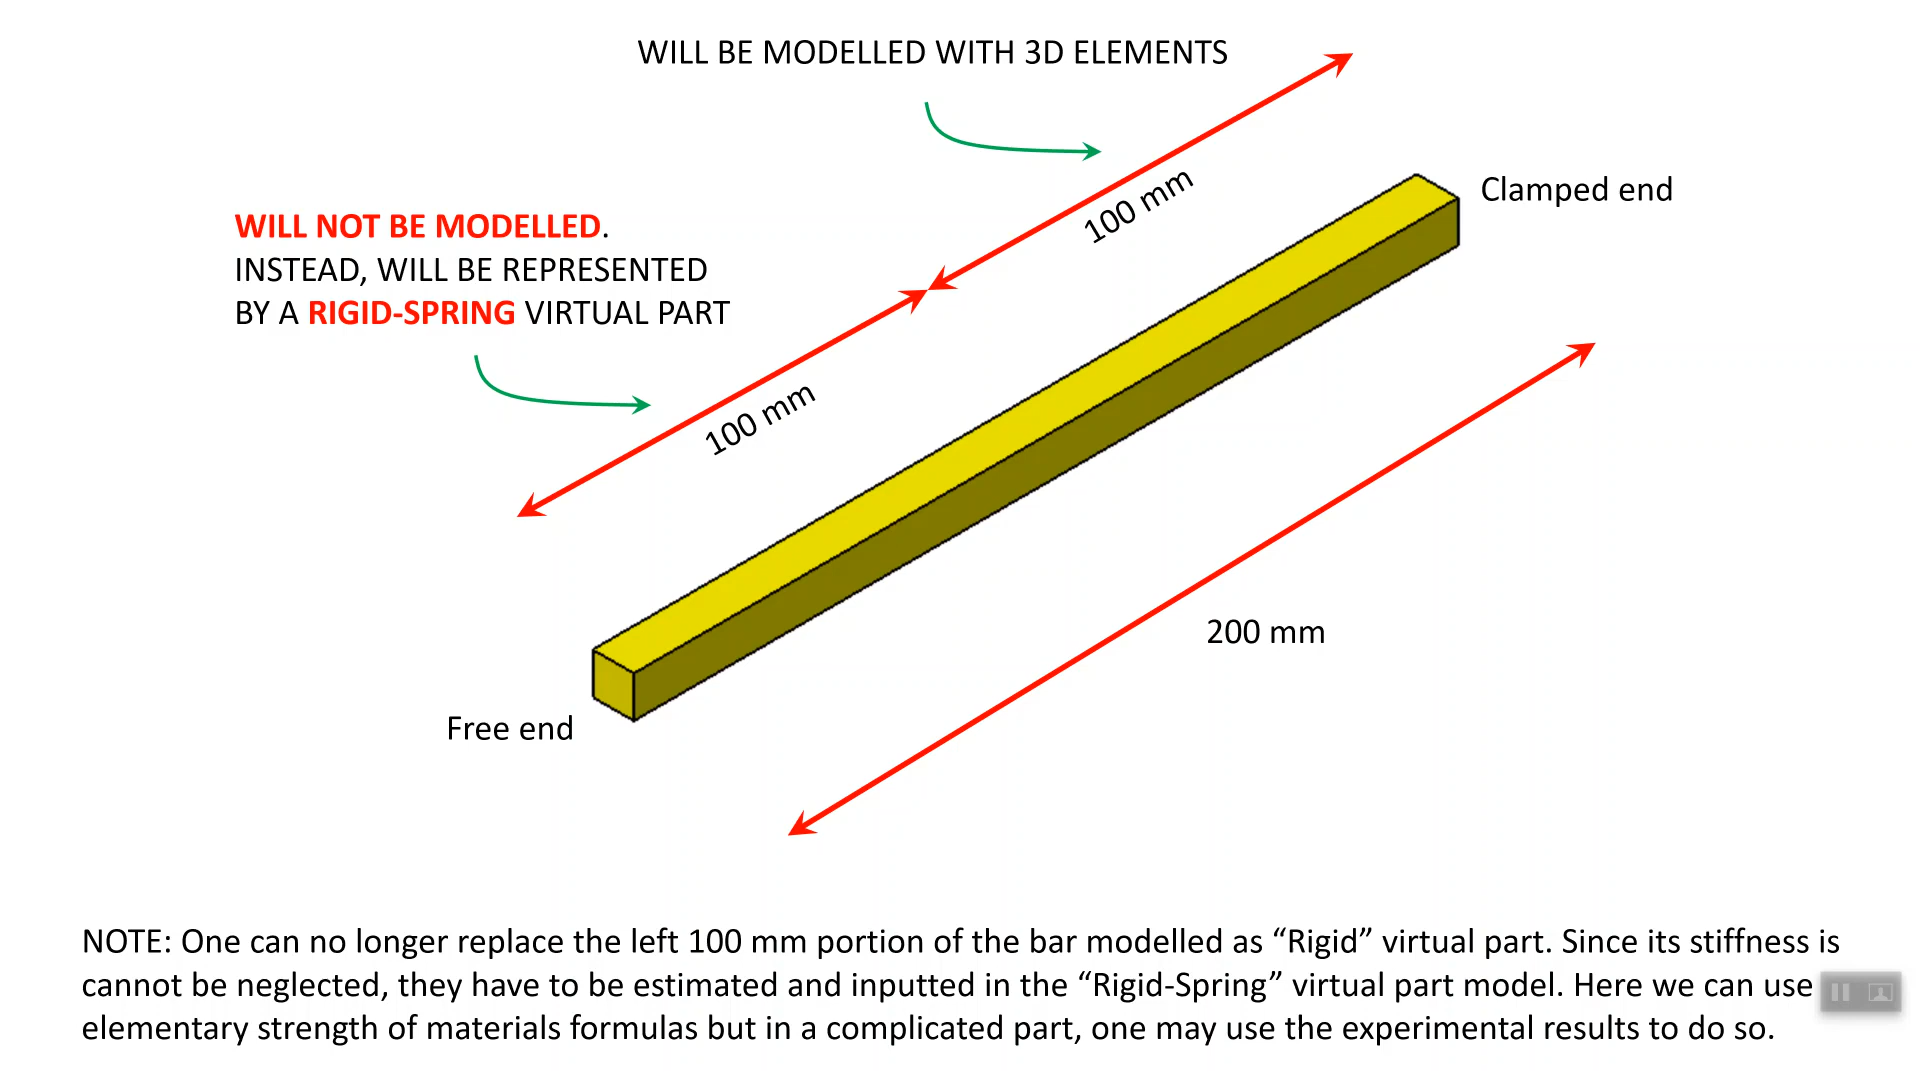 WILL BE MODELLED WITH 3D ELEMENTS
100 mm
Clamped end
WILL NOT BE MODELLED.
INSTEAD, WILL BE REPRESENTED
BY A RIGID-SPRING VIRTUAL PART
100 mm
200 mm
Free end
NOTE: One can no longer replace the left 100 mm portion of the bar modelled as “Rigid” virtual part. Since its stiffness is
cannot be neglected, they have to be estimated and inputted in the “Rigid-Spring” virtual part model. Here we can use
elementary strength of materials formulas but in a complicated part, one may use the experimental results to do so.